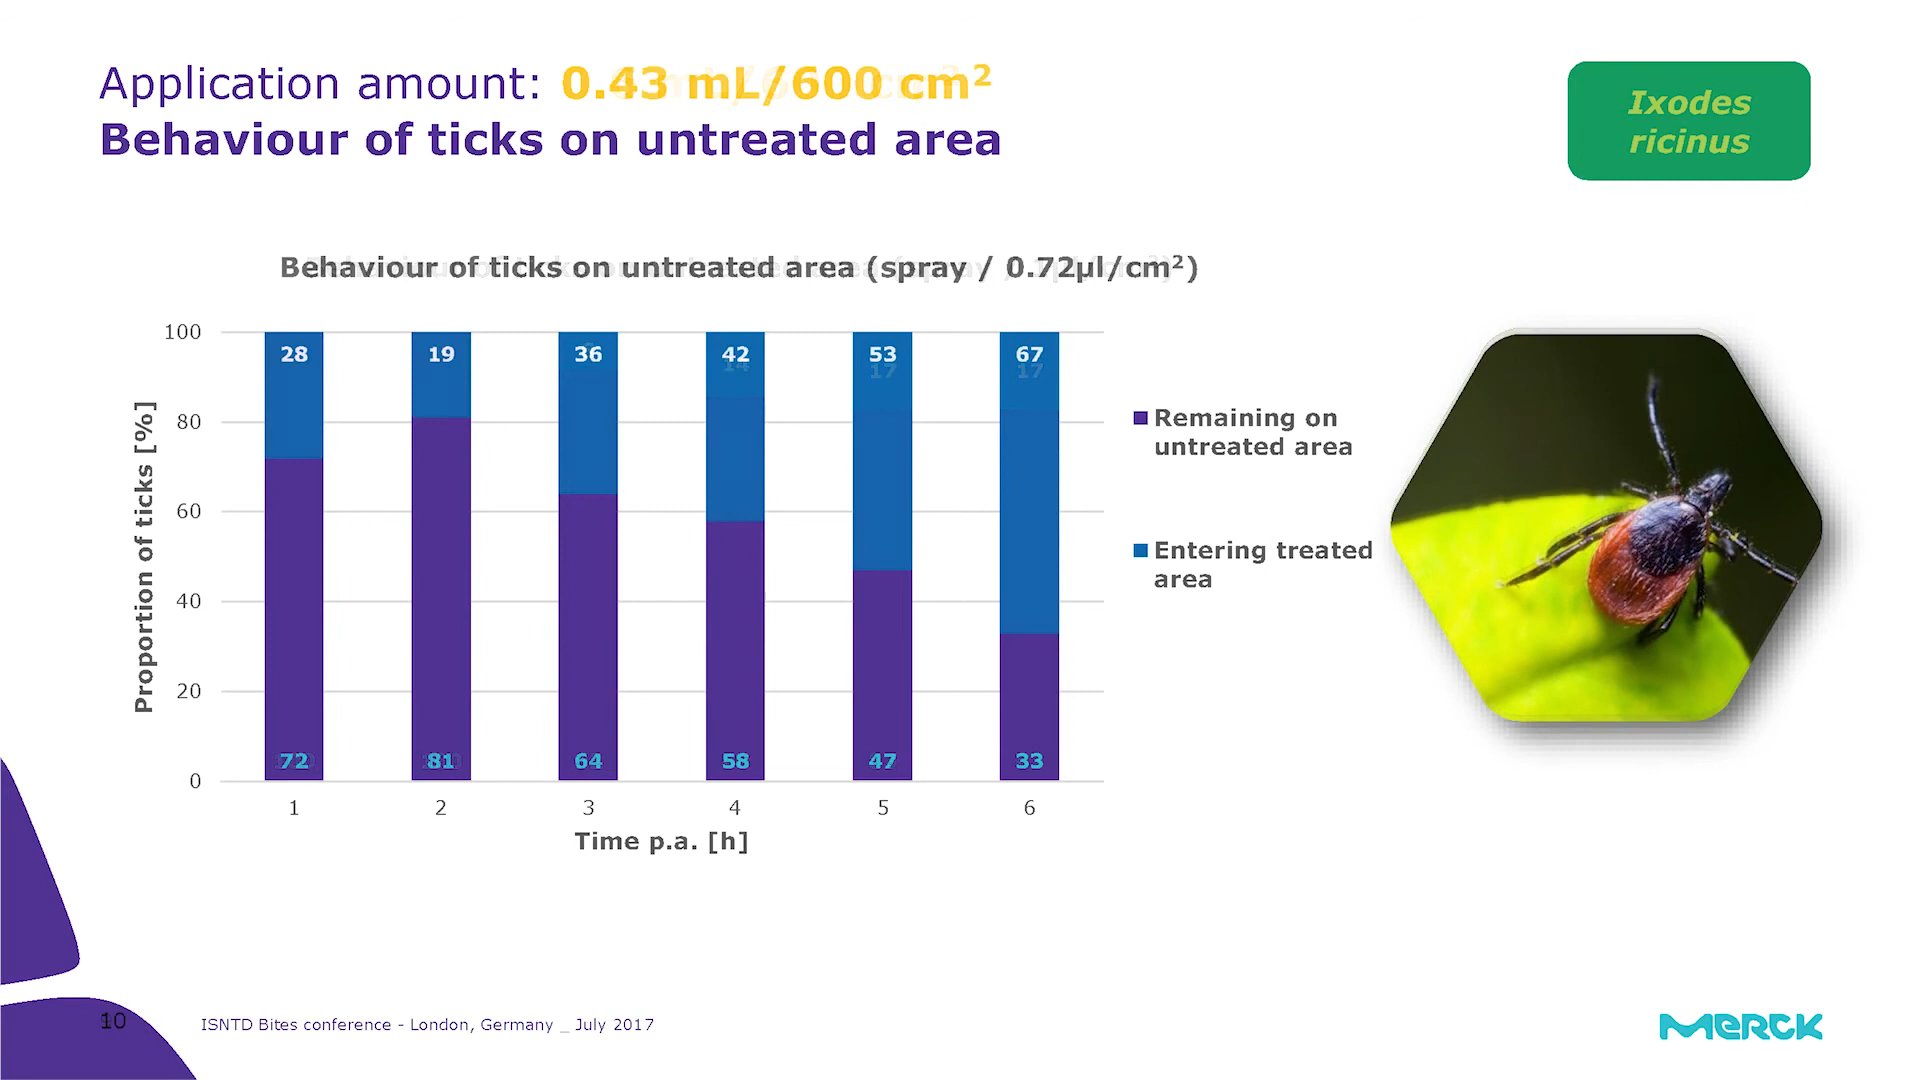 Application amount: 0.43 mL/600 cm²
Behaviour of ticks on untreated area
Ixodes
ricinus
Behaviour of ticks on untreated area (spray / 0.72µl/cm²)
Proportion of ticks [%]
100
80
60
40
20
0
28 19 36 42 53 67
72 81 64 58 47 33
1 2 3 4 5 6
Time p.a. [h]
Remaining on
untreated area
Entering treated
area
10
ISNTD Bites conference - London, Germany _ July 2017
MERCK